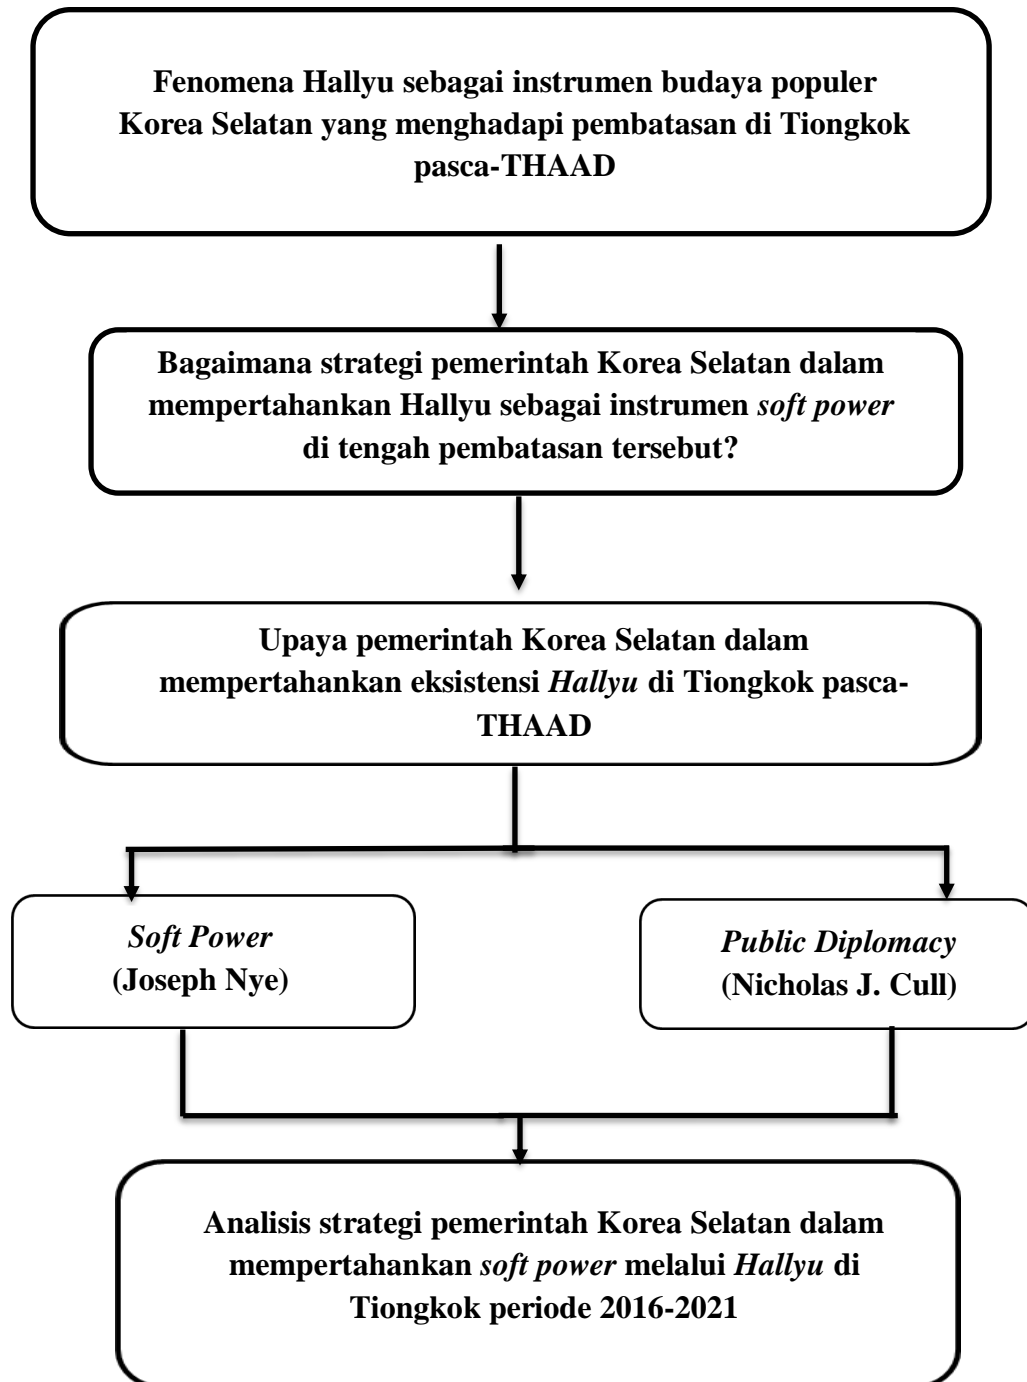 Fenomena Hallyu sebagai instrumen budaya populer
Korea Selatan yang menghadapi pembatasan di Tiongkok
pasca-THAAD
Bagaimana strategi pemerintah Korea Selatan dalam
mempertahankan Hallyu sebagai instrumen soft power
di tengah pembatasan tersebut?
Upaya pemerintah Korea Selatan dalam
mempertahankan eksistensi Hallyu di Tiongkok pasca-
THAAD
Soft Power
(Joseph Nye)
Public Diplomacy
(Nicholas J. Cull)
Analisis strategi pemerintah Korea Selatan dalam
mempertahankan soft power melalui Hallyu di
Tiongkok periode 2016-2021